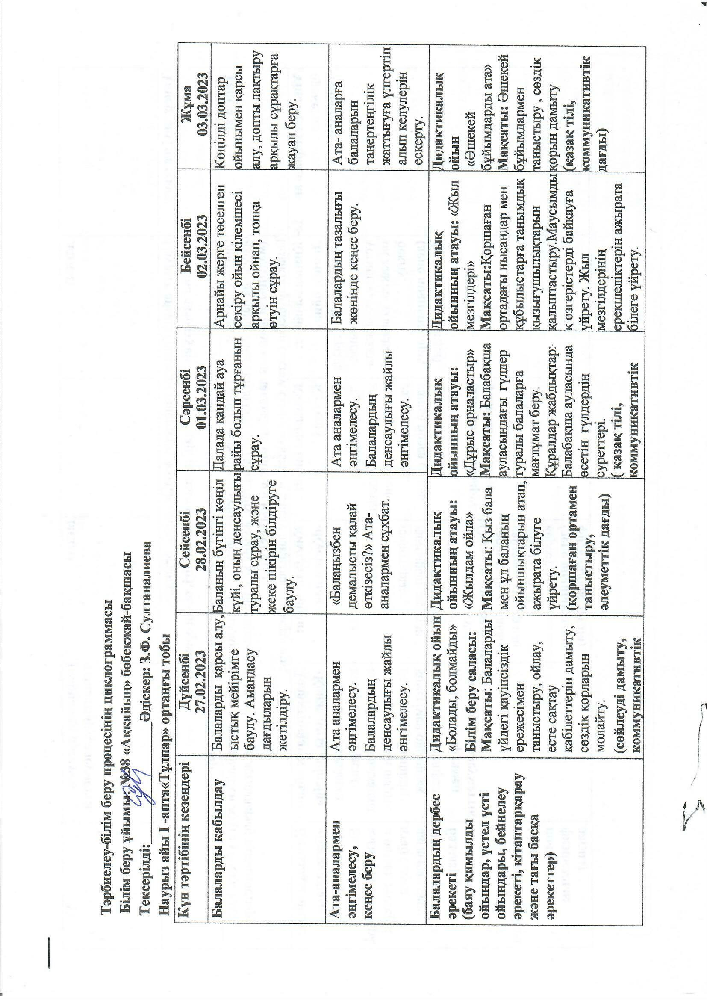 Тәрбиелеу-білім беру процесінің циклограммасы
Білім беру ұйымы: №38 «Аққайың» бөбекжай-бақшасы
Тексерілді:____________________Әдіскер: З.Ф. Султаналиева
Наурыз айы I -апта«Тұлпар» ортаңғы тобы
Күн тәртібінің кезеңдері
Дүйсенбі
27.02.2023
Сейсенбі
28.02.2023
Сәрсенбі
01.03.2023
Бейсенбі
02.03.2023
Жұма
03.03.2023
Балаларды қабылдау
Балаларды  қарсы алу,
ыстық мейірімге
баулу. Амандасу
дағдыларын
жетілдіру.
Баланың бүгінгі көңіл
күйі, оның денсаулығы
туралы сұрау, және
жеке пікірін білдіруге
баулу.
Далада қандай ауа
райы болып тұрғанын
сұрау.
Арнайы жерге төселген
секіру ойын кілемшесі
арқылы ойнап, топқа
өтуін сұрау.
Көңілді доптар
ойынымен қарсы
алу, допты лақтыру
арқылы сұрақтарға
жауап беру.
Ата-аналармен
әңгімелесу,
кеңес беру
Ата аналармен
әңгімелесу.
Балалардың
денсаулығы жайлы
әнгімелесу.
«Балаңызбен
демалысты қалай
өткізесіз?» Ата-
аналармен сұхбат.
Ата аналармен
әңгімелесу.
Балалардың
денсаулығы жайлы
әнгімелесу.
Балалардың тазалығы
жөнінде кеңес беру.
Ата- аналарға
балаларын
таңертеңгілік
жаттығуға үлгертіп
алып келулерін
ескерту.
Балалардың дербес
әрекеті
(баяу қимылды
ойындар, үстел үсті
ойындары, бейнелеу
әрекеті, кітаптарқарау
және тағы басқа
әрекеттер)
Дидактикалық ойын
«Болады, болмайды»
Білім беру саласы:
Мақсаты: Балаларды
үйдегі қауіпсіздік
ережесімен
таныстыру, ойлау,
есте сақтау
қабілеттерін дамыту,
сөздік қорларын
молайту.
(сөйлеуді дамыту,
коммуникативтік
Дидактикалық
ойынның атауы:
«Жылдам ойла»
Мақсаты: Қыз бала
мен ұл баланың
ойыншықтарын атап,
ажырата білуге
үйрету.
(қоршаған ортамен
таныстыру,
әлеуметтік дағды)
Дидактикалық
ойынның атауы:
«Дұрыс орналастыр»
Мақсаты: Балабақша
ауласындағы  гүлдер
туралы балаларға
мағлұмат беру.
Құралдар жабдықтар:
Балабақша ауласында
өсетін  гүлдердің
суреттері.
( қазақ тілі,
коммуникативтік
Дидактикалық
ойынның атауы: «Жыл
мезгілдері»
Мақсаты:Қоршаған
ортадағы нысандар мен
құбылыстарға танымдық
қызығушылықтарын
қалыптастыру.Маусымды
қ өзгерістерді байқауға
үйрету. Жыл
мезгілдерінің
ерекшеліктерін ажырата
білеге үйрету.
Дидактикалық
ойын
«Әшекей
бұйымдарды ата»
Мақсаты: Әшекей
бұйымдармен
таныстыру , сөздік
қорын дамыту
(қазақ тілі,
коммуникативтік
дағды)